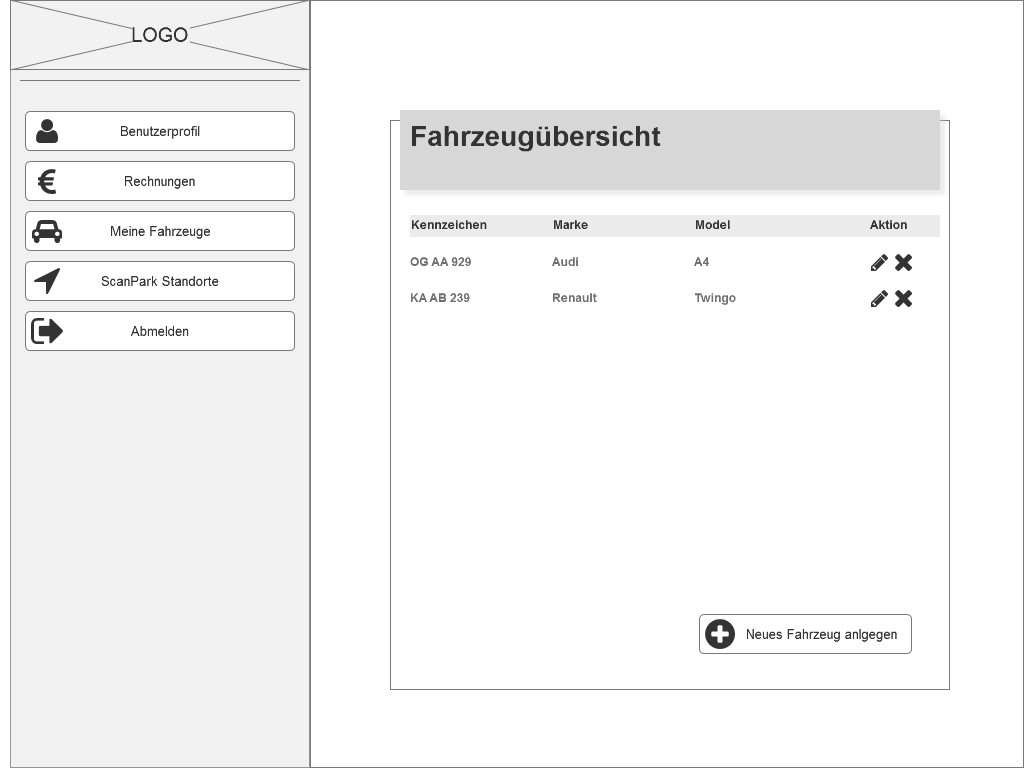 LOGO
Benutzerprofil
Rechnungen
Meine Fahrzeuge
ScanPark Standorte
Abmelden
Fahrzeugübersicht
Kennzeichen Marke Model Aktion
OG AA 929 Audi A4
KA AB 239 Renault Twingo
Neues Fahrzeug anlgegen